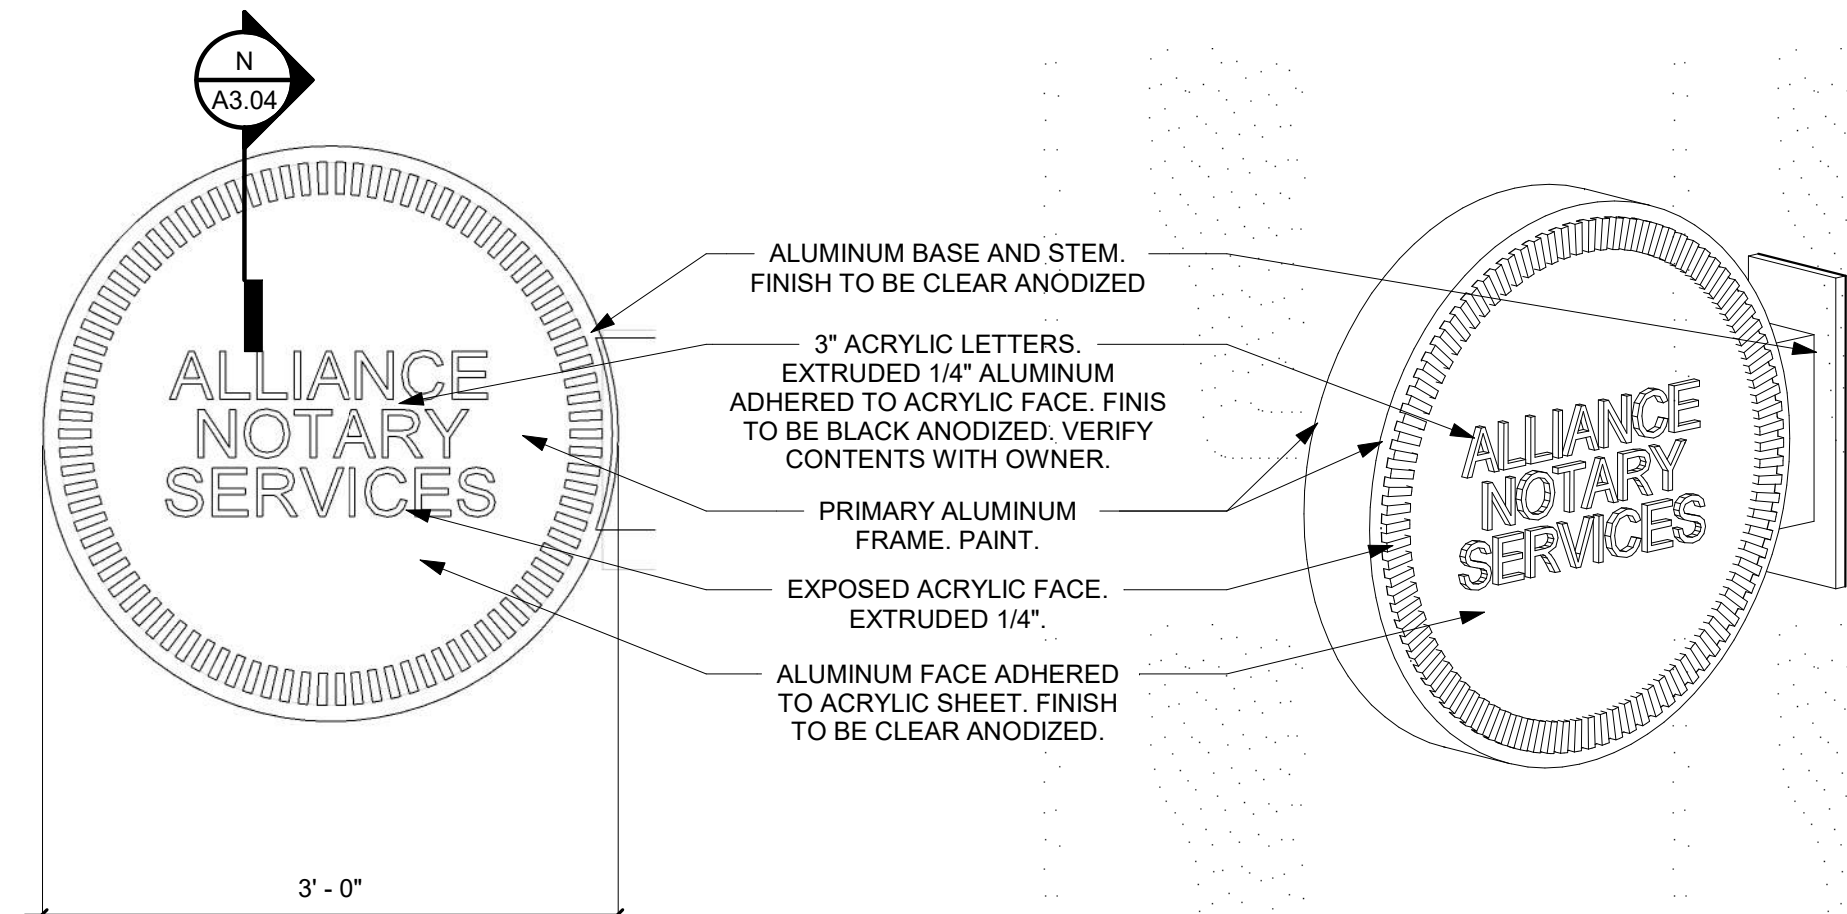 N
A3.04
ALLIANCE
NOTARY
SERVICES
3' - 0"
ALUMINUM BASE AND STEM.
FINISH TO BE CLEAR ANODIZED
3" ACRYLIC LETTERS.
EXTRUDED 1/4" ALUMINUM
ADHERED TO ACRYLIC FACE. FINIS
TO BE BLACK ANODIZED. VERIFY
CONTENTS WITH OWNER.
PRIMARY ALUMINUM
FRAME. PAINT.
EXPOSED ACRYLIC FACE.
EXTRUDED 1/4".
ALUMINUM FACE ADHERED
TO ACRYLIC SHEET. FINISH
TO BE CLEAR ANODIZED.
ALLIANCE
NOTARY
SERVICES